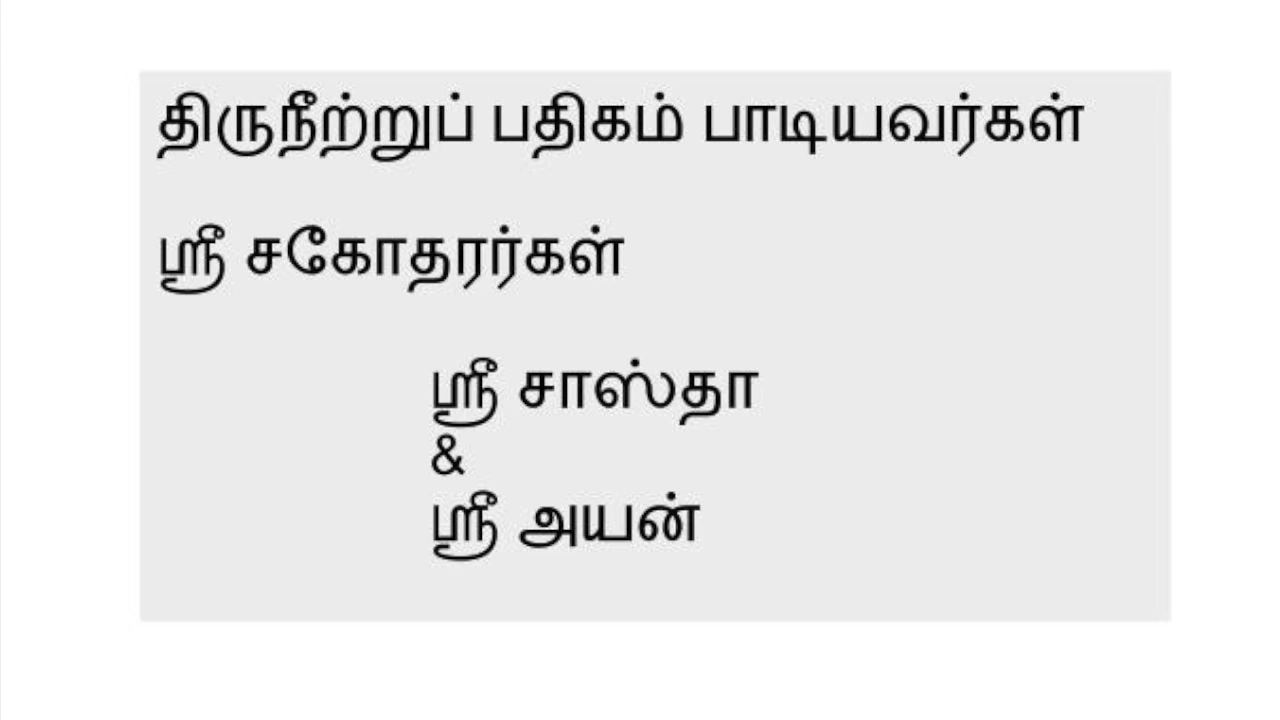 திருநீற்றுப் பதிகம் பாடியவர்கள்
ஸ்ரீ சகோதரர்கள்
ஸ்ரீ சாஸ்தா
&
ஸ்ரீ அயன்